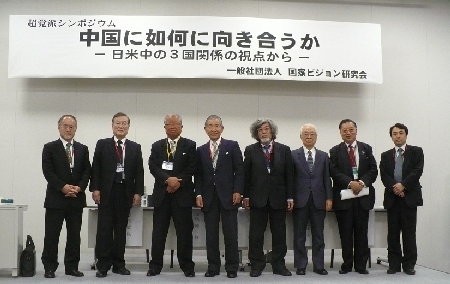 超党派シンポジウム
中国に如何に向き合うか
― 日米中の３国関係の視点から ―
一般社団法人 国家ビジョン研究会